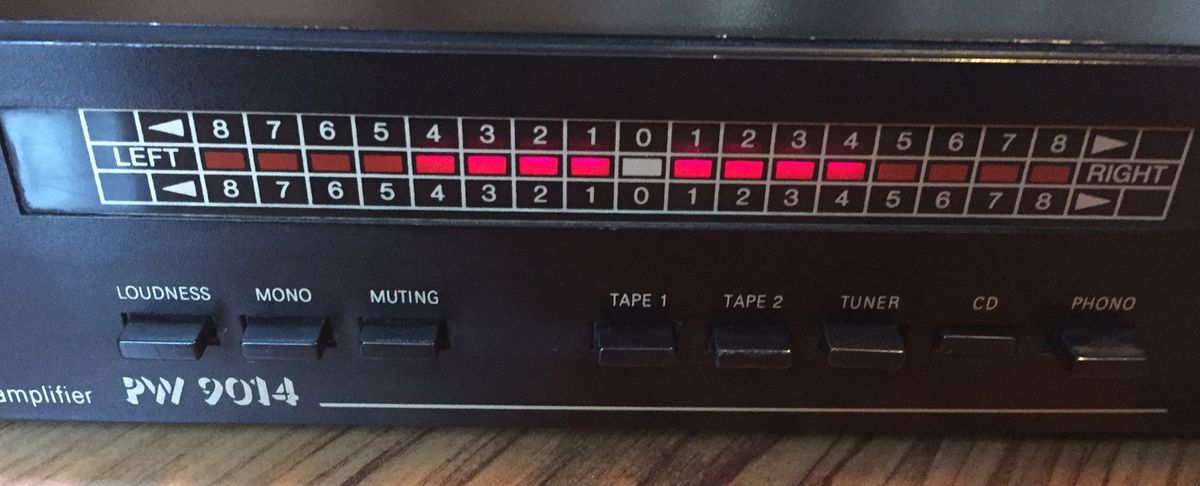 8 7 6 5 4 3 2 1 0 1 2 3 4 5 6 7 8
LEFT RIGHT
8 7 6 5 4 3 2 1 0 1 2 3 4 5 6 7 8
LOUDNESS MONO MUTING TAPE 1 TAPE 2 TUNER CD PHONO
amplifier PW 9014